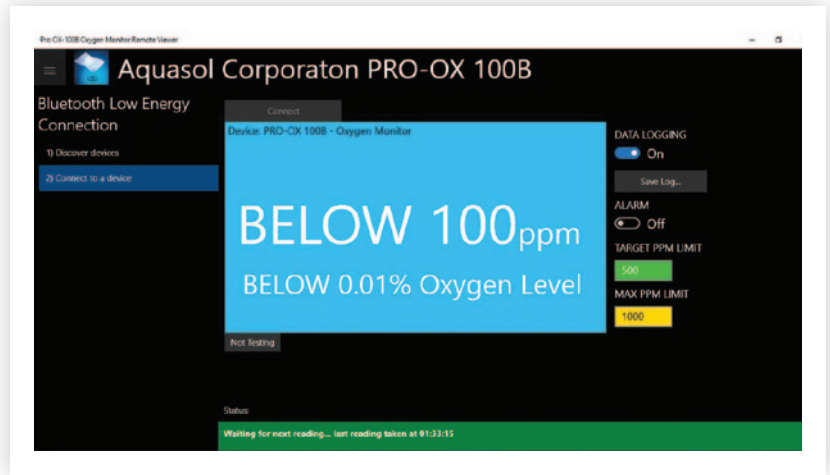 Pro OX-100B Oxygen Monitor Remote Viewer
Aquasol Corporaton PRO-OX 100B
Bluetooth Low Energy
Connection
1) Discover devices
2) Connect to a device
Connect
Device: PRO-OX 100B - Oxygen Monitor
BELOW 100ppm
BELOW 0.01% Oxygen Level
Not Testing
DATA LOGGING
On
Save Log...
ALARM
Off
TARGET PPM LIMIT
500
MAX PPM LIMIT
1000
Status:
Waiting for next reading... last reading taken at 01:33:15